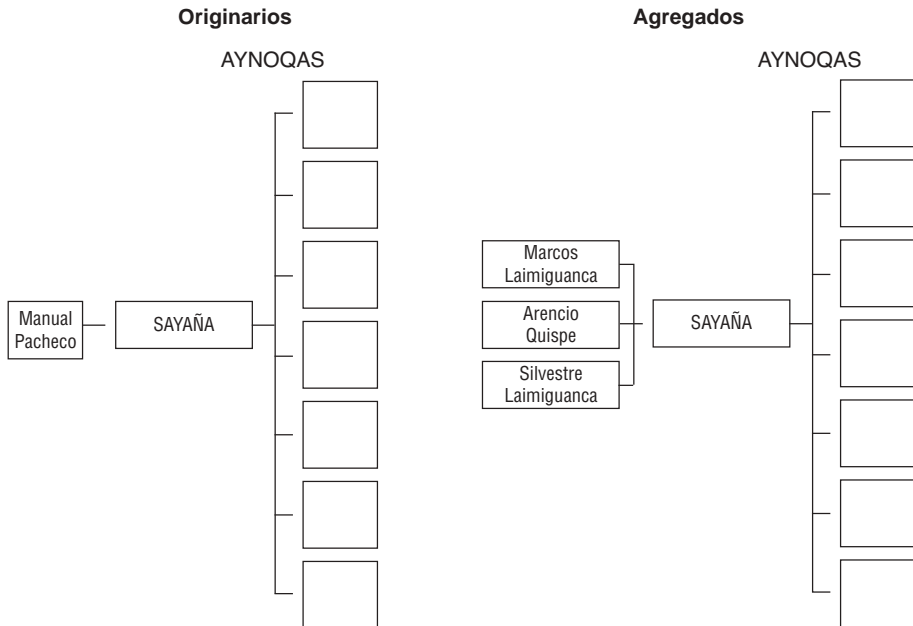 Originarios
AYNOQAS
Manual
Pacheco
SAYAÑA
Agregados
AYNOQAS
Marcos
Laimiguanca
Arencio
Quispe
Silvestre
Laimiguanca
SAYAÑA